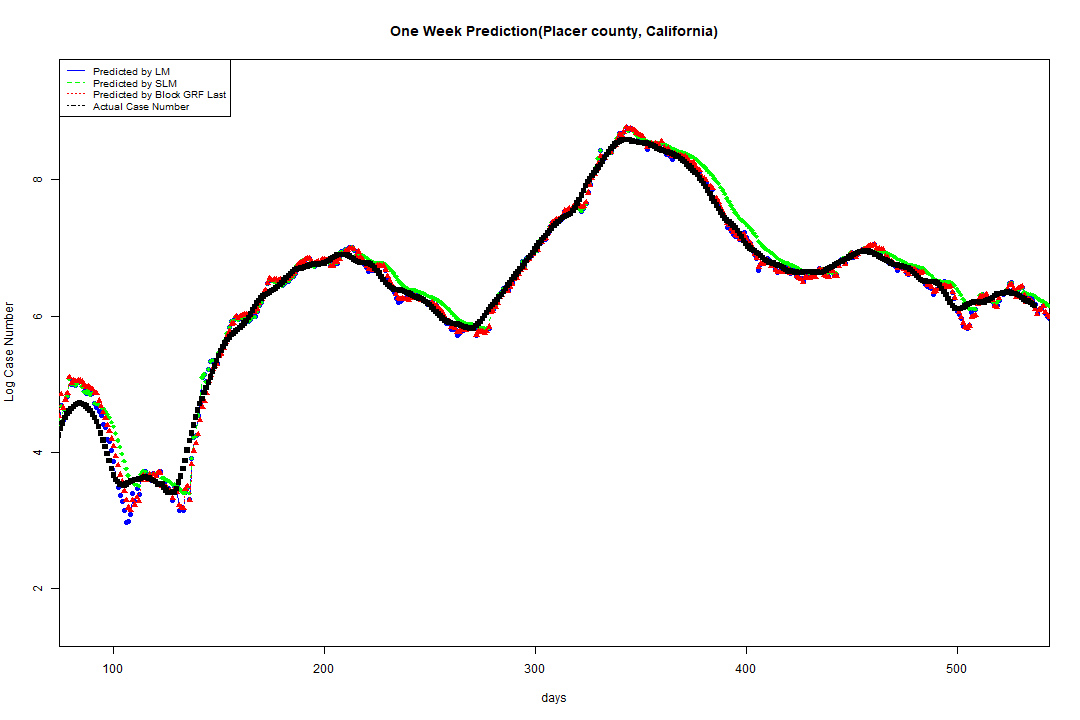 One Week Prediction(Placer county, California)
Predicted by LM
Predicted by SLM
Predicted by Block GRF Last
Actual Case Number
8
6
4
2
Log Case Number
100 200 300 400 500
days